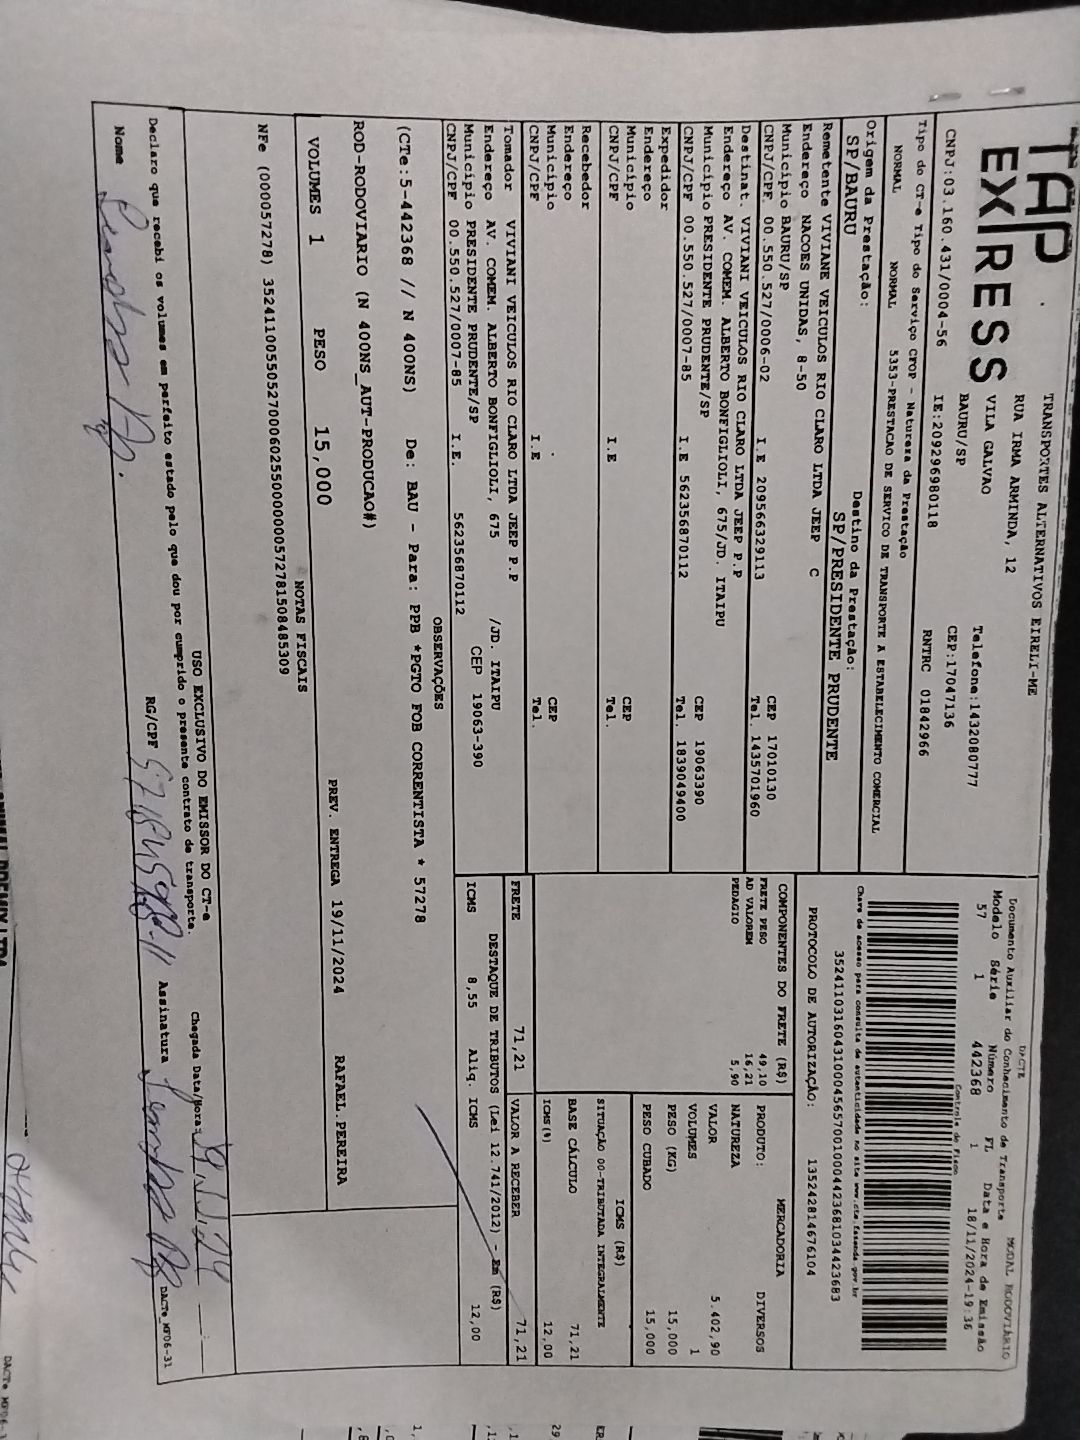 TAP EXPRESS
TRANSPORTES ALTERNATIVOS EIRELI-ME
RUA IRMA ARMINDA, 12
VILA GALVAO Telefone:1432080777
BAURU/SP CEP:17047136
CNPJ:03.160.431/0004-56 IE:209296980118 RNTRC 01842966
Tipo do CT-e Tipo do Serviço CFOP - Natureza da Prestação
NORMAL NORMAL 5353-PRESTACAO DE SERVICO DE TRANSPORTE A ESTABELECIMENTO COMERCIAL
Origem da Prestação: Destino da Prestação:
SP/BAURU SP/PRESIDENTE PRUDENTE
Remetente VIVIANE VEICULOS RIO CLARO LTDA JEEP C
Endereço NACOES UNIDAS, 8-50
Município BAURU/SP CEP 17010130
CNPJ/CPF 00.550.527/0006-02 I.E 209566329113 Tel. 1435701960
Destinat. VIVIANI VEICULOS RIO CLARO LTDA JEEP P.P
Endereço AV. COMEM. ALBERTO BONFIGLIOLI, 675/JD. ITAIPU
Município PRESIDENTE PRUDENTE/SP CEP 19063390
CNPJ/CPF 00.550.527/0007-85 I.E 562356870112 Tel. 1839049400
Expedidor
Endereço
Município CEP
CNPJ/CPF I.E Tel.
Recebedor
Endereço
Município CEP
CNPJ/CPF I.E Tel.
Tomador VIVIANI VEICULOS RIO CLARO LTDA JEEP P.P
Endereço AV. COMEM. ALBERTO BONFIGLIOLI, 675 /JD. ITAIPU
Município PRESIDENTE PRUDENTE/SP CEP 19063-390
CNPJ/CPF 00.550.527/0007-85 I.E. 562356870112
DACTE MODAL RODOVIÁRIO
Documento Auxiliar do Conhecimento de Transporte
Modelo Série Número FL Data e Hora de Emissão
57 1 442368 1 18/11/2024-19:36
Controle do Fisco
Chave de acesso para consulta de autenticidade no site www.cte.fazenda.gov.br
35241103160431000456570010004423681034423683
PROTOCOLO DE AUTORIZAÇÃO: 135242814676104
COMPONENTES DO FRETE (R$)
FRETE PESO 49,10
AD VALOREM 16,21
PEDAGIO 5,90
MERCADORIA
PRODUTO: DIVERSOS
NATUREZA
VALOR 5.402,90
VOLUMES 1
PESO (KG) 15,000
PESO CUBADO 15,000
ICMS (R$)
SITUAÇÃO 00-TRIBUTADA INTEGRALMENTE
BASE CÁLCULO 71,21
ICMS(%) 12,00
FRETE 71,21 VALOR A RECEBER 71,21
DESTAQUE DE TRIBUTOS (Lei 12.741/2012) - Em (R$)
ICMS 8,55 Aliq. ICMS 12,00
OBSERVAÇÕES
(CTe:5-442368 // N 400NS) De: BAU - Para: PPB *PGTO FOB CORRENTISTA * 57278
ROD-RODOVIARIO (N 400NS_AUT-PRODUCAO#)
PREV. ENTREGA 19/11/2024 RAFAEL.PEREIRA
VOLUMES 1 PESO 15,000
NOTAS FISCAIS
NFe (000057278) 35241100550527000602550000000572781508485309
USO EXCLUSIVO DO EMISSOR DO CT-e
Declaro que recebi os volumes em perfeito estado pelo que dou por cumprido o presente contrato de transporte.
Chegada Data/Hora:
Nome RG/CPF Assinatura
DACTe_MF06-31